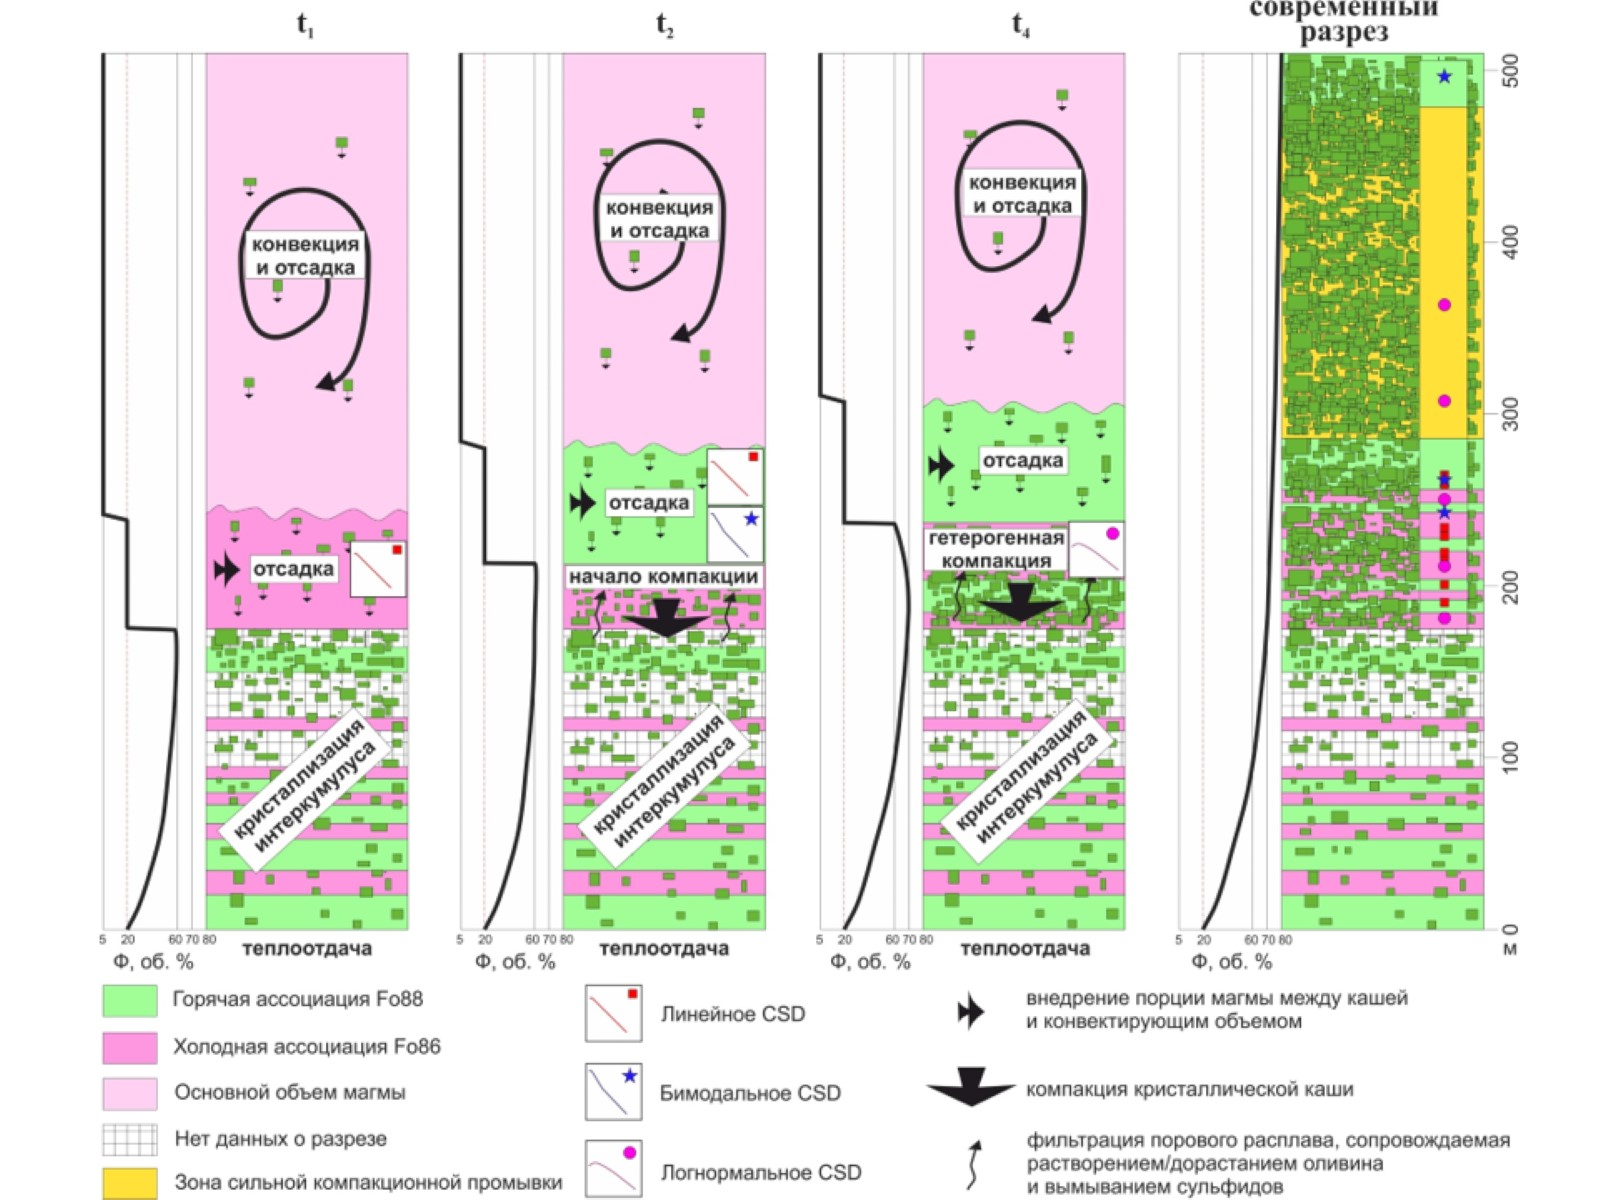 t1
t2
t4
современный
разрез
конвекция
и отсадка
конвекция
и отсадка
конвекция
и отсадка
отсадка
отсадка
отсадка
начало компакции
гетерогенная
компакция
кристаллизация
интеркумулуса
кристаллизация
интеркумулуса
кристаллизация
интеркумулуса
500
400
300
200
100
0
м
5 20 60 70 80
Ф, об. %
теплоотдача
5 20 60 70 80
Ф, об. %
теплоотдача
5 20 60 70 80
Ф, об. %
теплоотдача
5 20 60 70 80
Ф, об. %
Горячая ассоциация Fo88
Холодная ассоциация Fo86
Основной объем магмы
Нет данных о разрезе
Зона сильной компакционной промывки
Линейное CSD
Бимодальное CSD
Логнормальное CSD
внедрение порции магмы между кашей
и конвектирующим объемом
компакция кристаллической каши
фильтрация порового расплава, сопровождаемая
растворением/дорастанием оливина
и вымыванием сульфидов